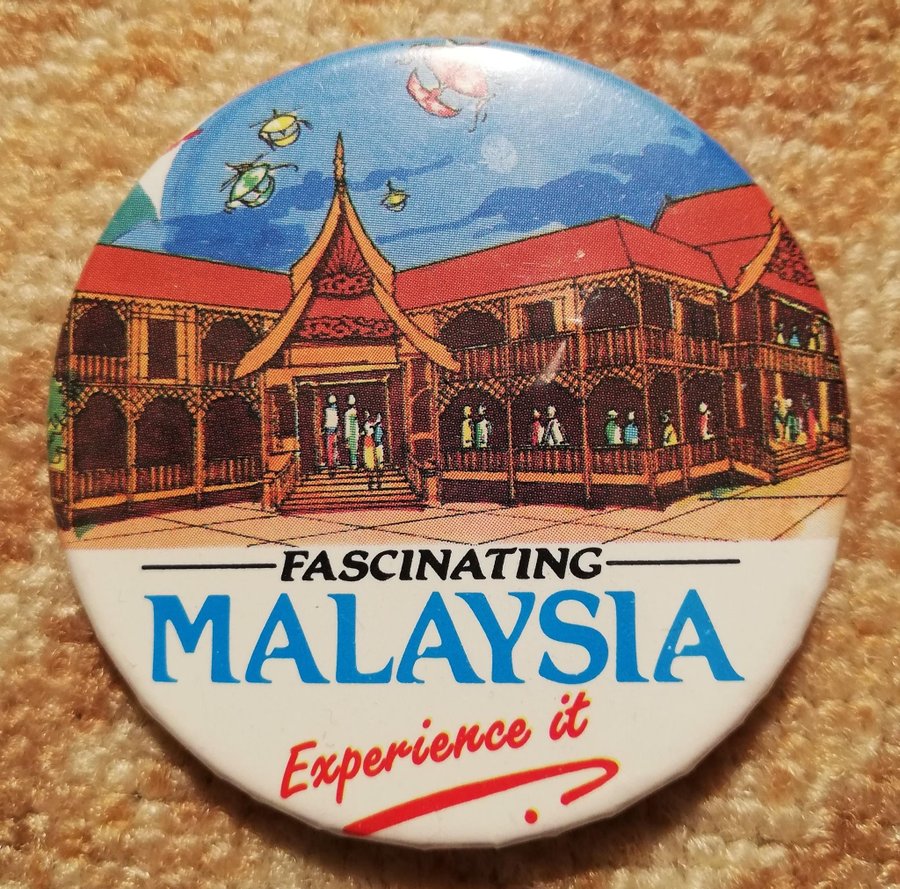 FASCINATING
MALAYSIA
Experience it